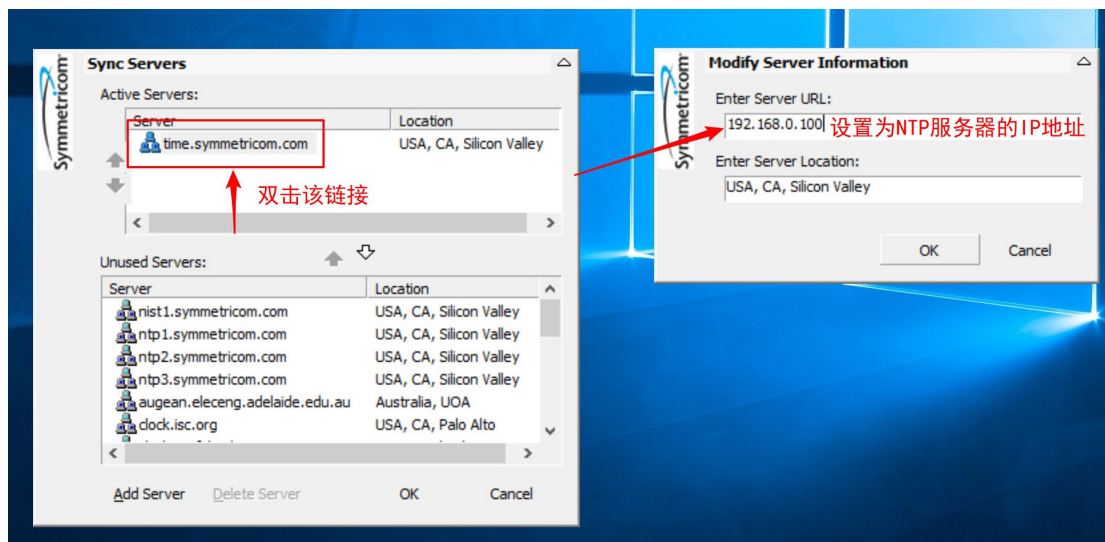 Symmetricom
Sync Servers
Active Servers:
Server Location
time.symmetricom.com USA, CA, Silicon Valley
双击该链接
Unused Servers:
Server Location
nist1.symmetricom.com USA, CA, Silicon Valley
ntp1.symmetricom.com USA, CA, Silicon Valley
ntp2.symmetricom.com USA, CA, Silicon Valley
ntp3.symmetricom.com USA, CA, Silicon Valley
augean.eleceng.adelaide.edu.au Australia, UOA
clock.isc.org USA, CA, Palo Alto
Add Server Delete Server OK Cancel
Symmetricom
Modify Server Information
Enter Server URL:
192.168.0.100 设置为NTP服务器的IP地址
Enter Server Location:
USA, CA, Silicon Valley
OK Cancel